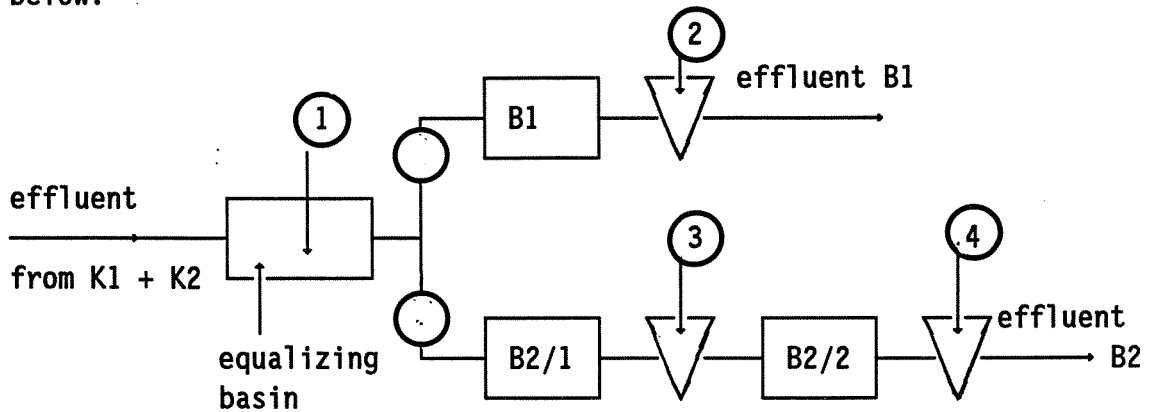 below.
2
effluent B1
B1
1
effluent
from K1 + K2
3
4
effluent
B2
B2/1
B2/2
equalizing
basin